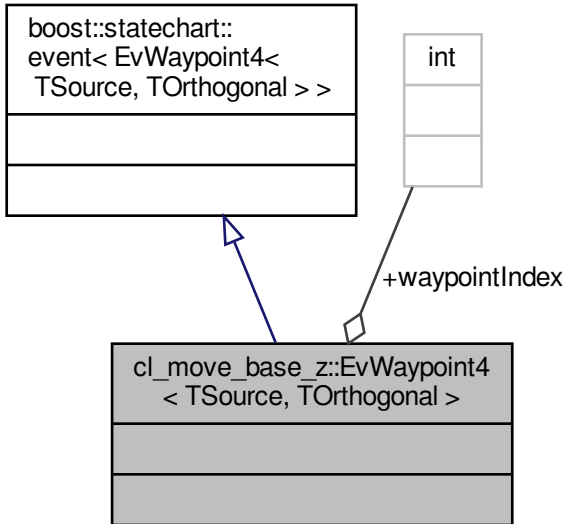 boost::statechart::
event< EvWaypoint4<
TSource, TOrthogonal > >
int
+waypointIndex
cl_move_base_z::EvWaypoint4
< TSource, TOrthogonal >